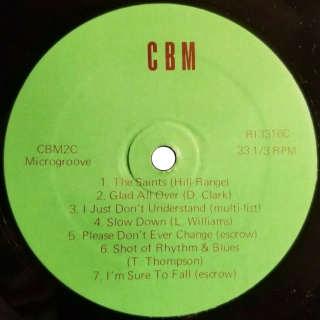 CBM
CBM2C
Microgroove
RI3316C
33 1/3 RPM
1. The Saints (Hill-Range)
2. Glad All Over (D. Clark)
3. I Just Don't Understand (multi-list)
4. Slow Down (L. Williams)
5. Please Don't Ever Change (escrow)
6. Shot of Rhythm & Blues
(T. Thompson)
7. I'm Sure To Fall (escrow)